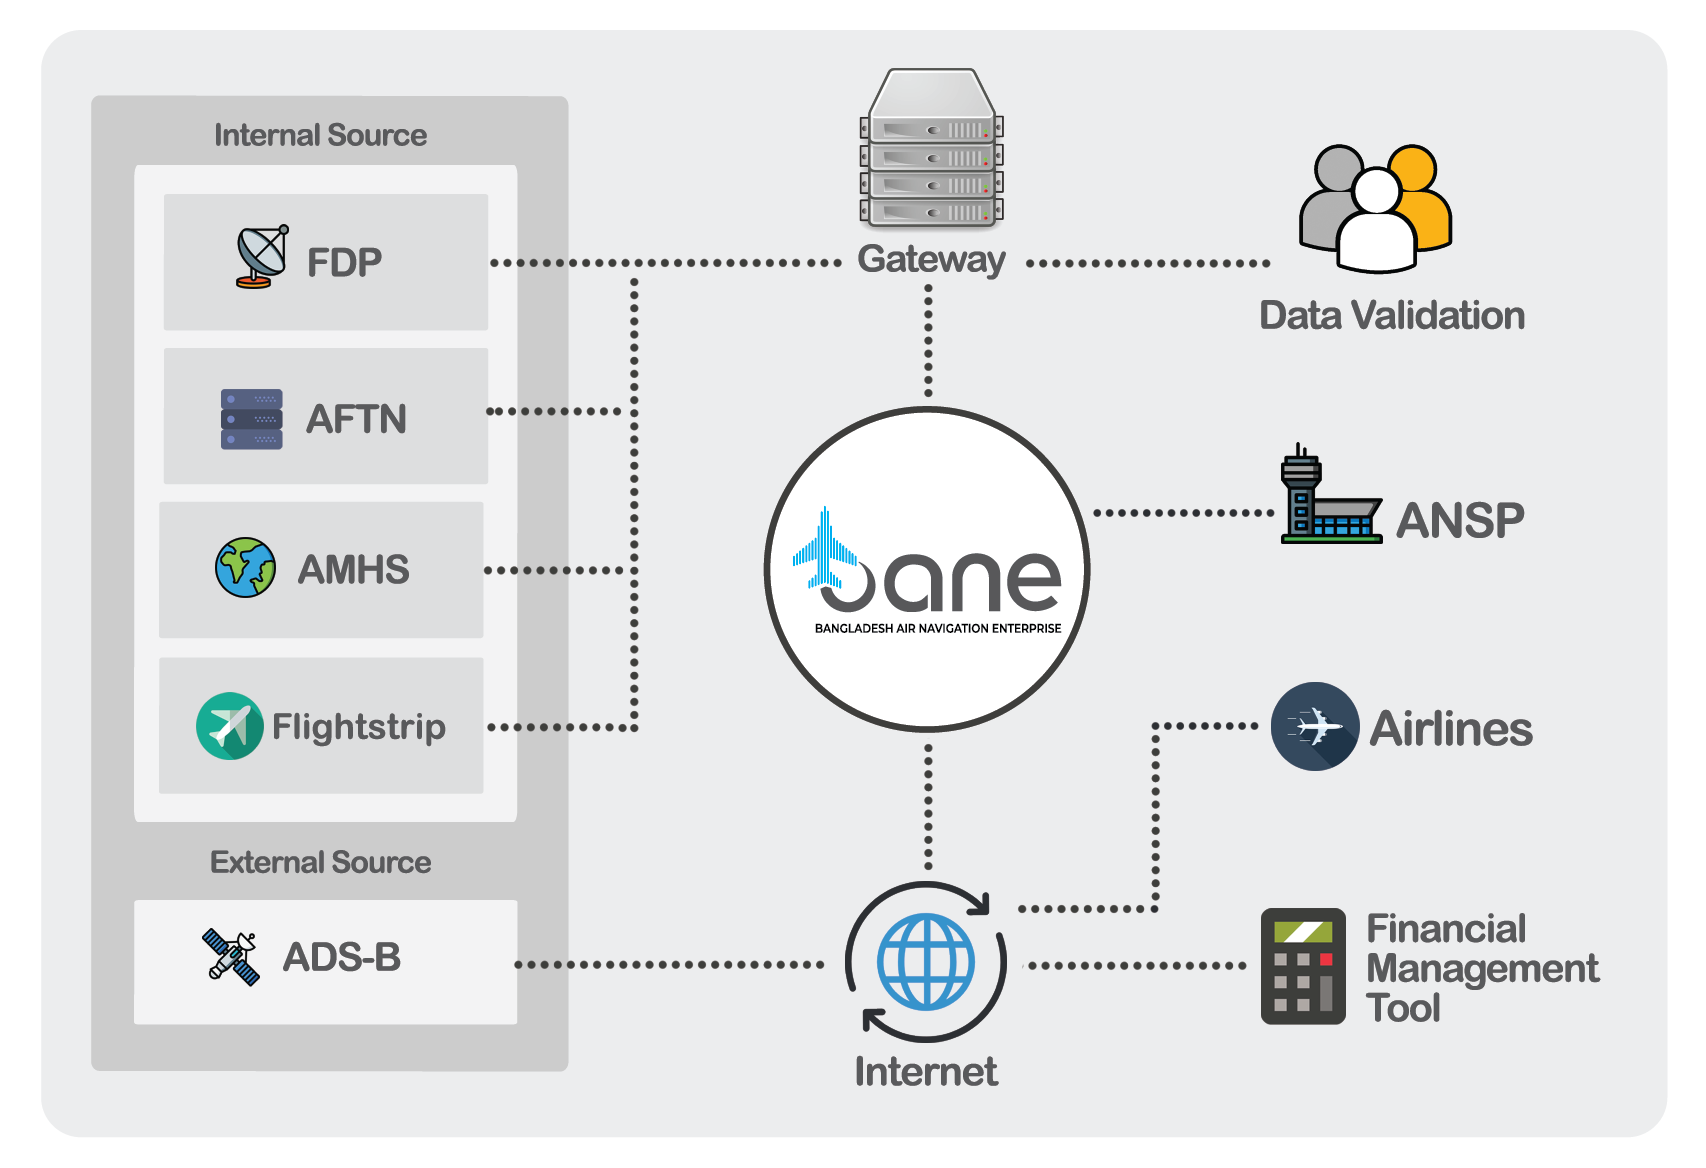 Internal Source
FDP
AFTN
AMHS
Flightstrip
External Source
ADS-B
Gateway
Data Validation
bane
BANGLADESH AIR NAVIGATION ENTERPRISE
ANSP
Airlines
Internet
Financial
Management
Tool